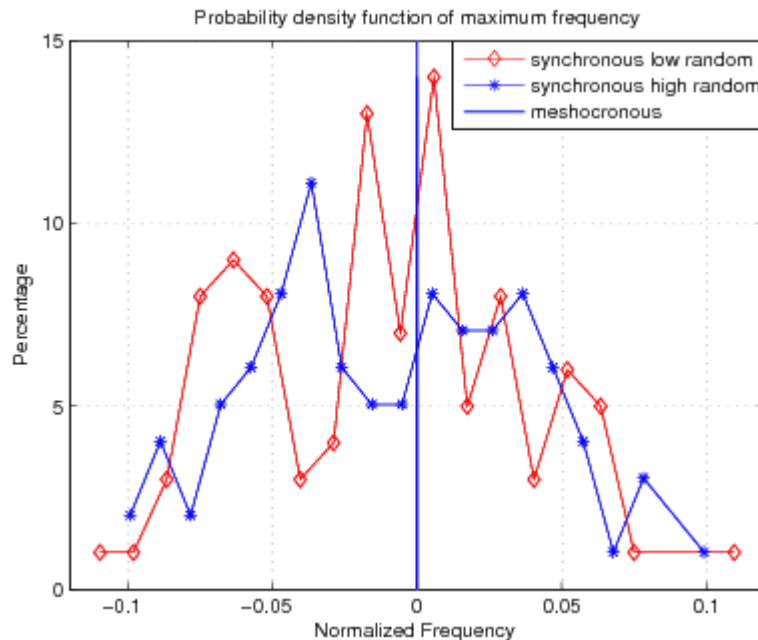 Probability density function of maximum frequency
15
10
5
0
Percentage
synchronous low random
synchronous high random
meshocronous
-0.1
-0.05
0
0.05
0.1
Normalized Frequency